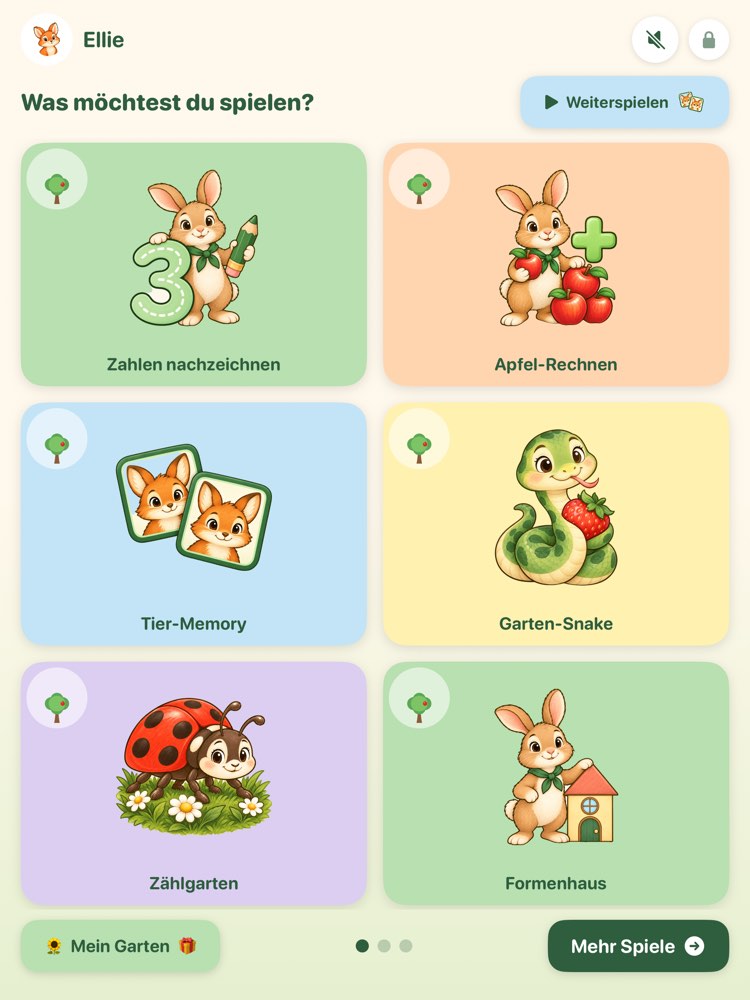 Ellie
Was möchtest du spielen?
Weiterspielen
3
Zahlen nachzeichnen
Apfel-Rechnen
Tier-Memory
Garten-Snake
Zählgarten
Formenhaus
Mein Garten
Mehr Spiele